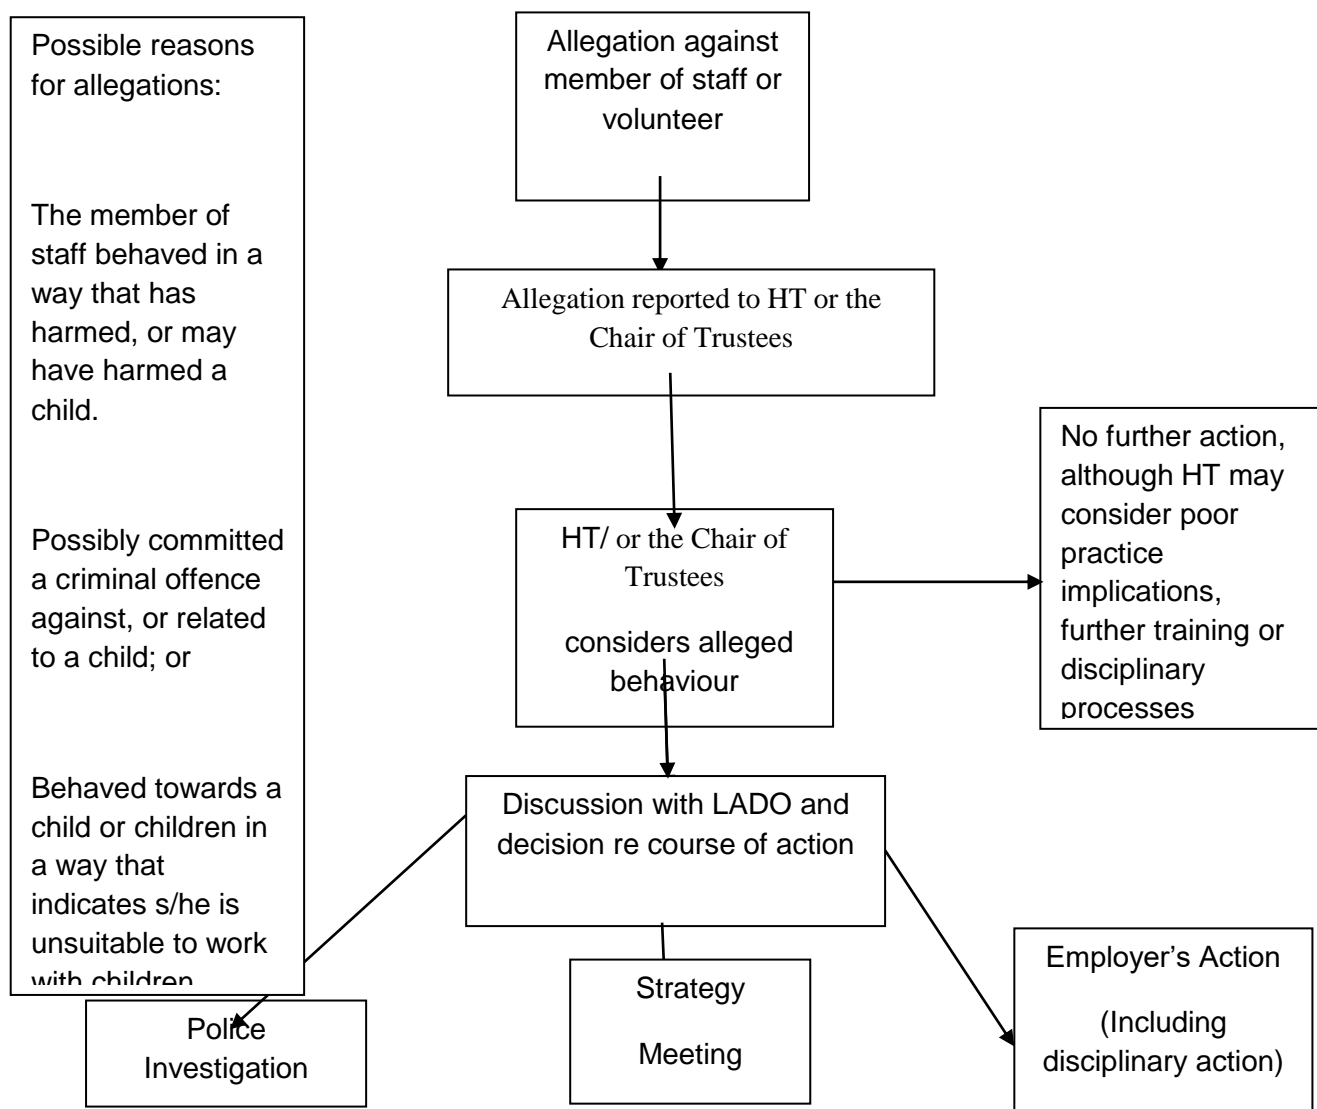 Possible reasons
for allegations:
The member of
staff behaved in a
way that has
harmed, or may
have harmed a
child.
Possibly committed
a criminal offence
against, or related
to a child; or
Behaved towards a
child or children in
a way that
indicates s/he is
unsuitable to work
with children
Allegation against
member of staff or
volunteer
Allegation reported to HT or the
Chair of Trustees
HT/ or the Chair of
Trustees
considers alleged
behaviour
No further action,
although HT may
consider poor
practice
implications,
further training or
disciplinary
processes
Discussion with LADO and
decision re course of action
Police
Investigation
Strategy
Meeting
Employer’s Action
(Including
disciplinary action)